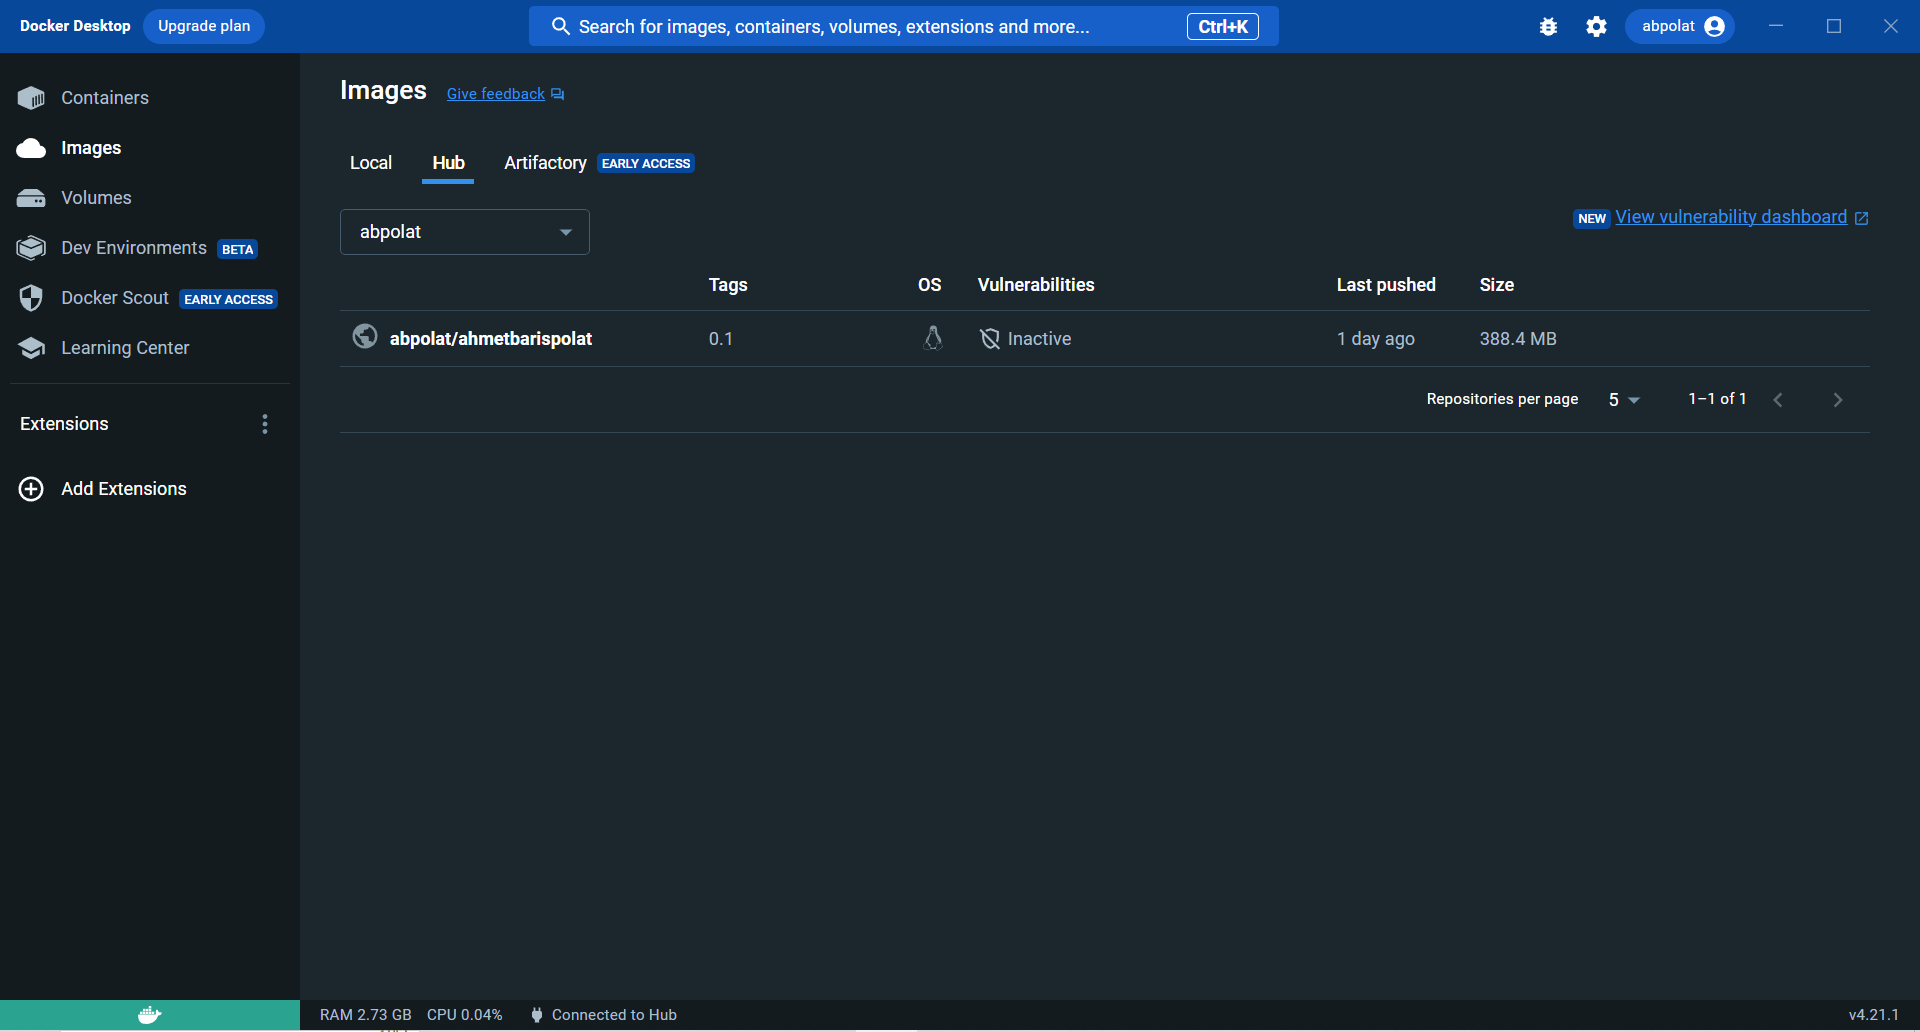 Docker Desktop
Upgrade plan
Search for images, containers, volumes, extensions and more...
Ctrl+K
abpolat
Containers
Images
Volumes
Dev Environments BETA
Docker Scout EARLY ACCESS
Learning Center
Extensions
Add Extensions
Images
Give feedback
Local Hub Artifactory EARLY ACCESS
abpolat
NEW View vulnerability dashboard
Tags OS Vulnerabilities Last pushed Size
abpolat/ahmetbarispolat 0.1 Inactive 1 day ago 388.4 MB
Repositories per page 5 1–1 of 1
RAM 2.73 GB CPU 0.04% Connected to Hub
v4.21.1